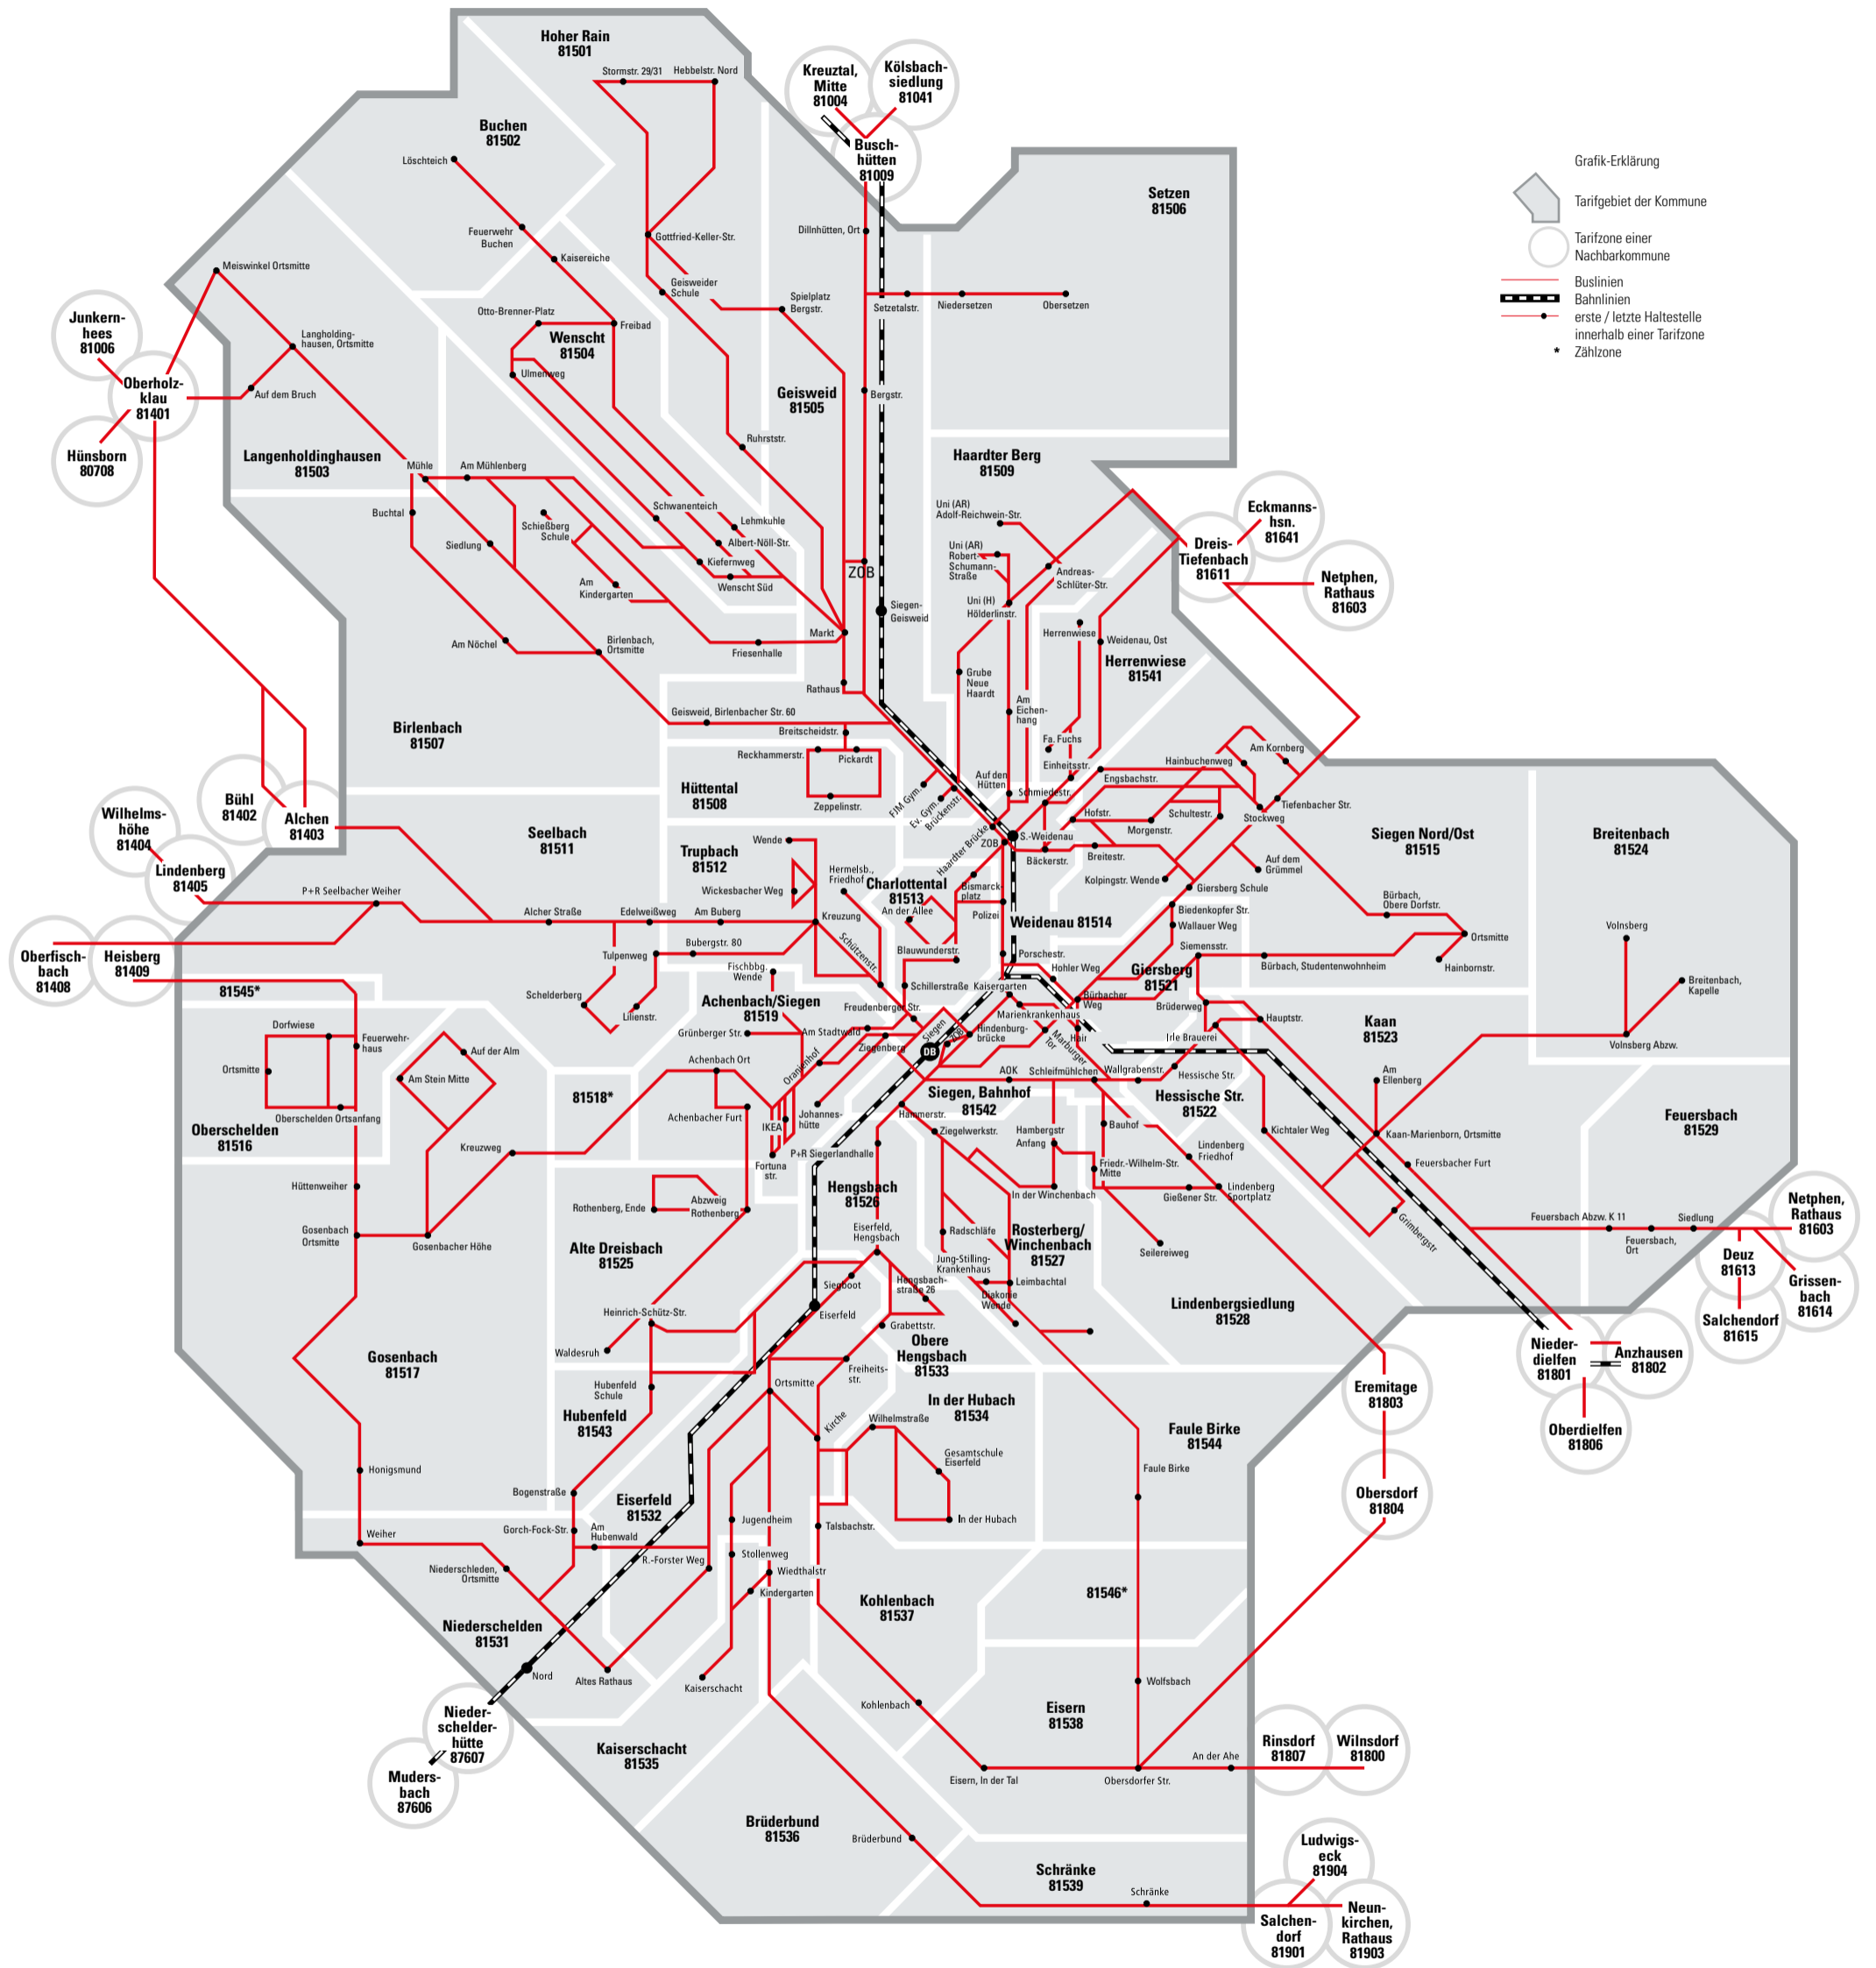 Hoher Rain
81501
Stormstr. 29/31
Hebbelstr. Nord
Kreuztal,
Mitte
81004
Kölsbach-
siedlung
81041
Busch-
hütten
81009
Buchen
81502
Löschteich
Feuerwehr
Buchen
Kaisereiche
Gottfried-Keller-Str.
Geisweider
Schule
Spielplatz
Bergstr.
Dillnhütten, Ort
Setzetalstr.
Niedersetzen
Obersetzen
Setzen
81506
Grafik-Erklärung
Tarifgebiet der Kommune
Tarifzone einer
Nachbarkommune
Buslinien
Bahnlinien
erste / letzte Haltestelle
innerhalb einer Tarifzone
* Zählzone
Meiswinkel Ortsmitte
Junkern-
hees
81006
Oberholz-
klau
81401
Hünsborn
80708
Langholding-
hausen, Ortsmitte
Auf dem Bruch
Otto-Brenner-Platz
Freibad
Wenscht
81504
Ulmenweg
Geisweid
81505
Bergstr.
Ruhrststr.
Langenholdinghausen
81503
Mühle
Am Mühlenberg
Buchtal
Siedlung
Schießberg
Schule
Am
Kindergarten
Schwanenteich
Lehmkuhle
Albert-Nöll-Str.
Kiefernweg
Wenscht Süd
ZOB
Siegen-
Geisweid
Markt
Friesenhalle
Rathaus
Am Nöchel
Birlenbach,
Ortsmitte
Haardter Berg
81509
Uni (AR)
Adolf-Reichwein-Str.
Uni (AR)
Robert
Schumann-
Straße
Andreas-
Schlüter-Str.
Uni (H)
Hölderlinstr.
Herrenwiese
Weidenau, Ost
Herrenwiese
81541
Grube
Neue
Haardt
Am
Eichen-
hang
Fa. Fuchs
Einheitsstr.
Eckmanns-
hsn.
81641
Dreis-
Tiefenbach
81611
Netphen,
Rathaus
81603
Birlenbach
81507
Geisweid, Birlenbacher Str. 60
Breitscheidstr.
Reckhammerstr.
Pickardt
Zeppelinstr.
Hüttental
81508
FJM Gym.
Ev. Gym.
Brückenstr.
Auf den
Hütten
Schmiedestr.
Engsbachstr.
Hainbuchenweg
Am Kornberg
Tiefenbacher Str.
Stockweg
Schultestr.
Hofstr.
Morgenstr.
S.-Weidenau
ZOB
Haardter Brücke
Bäckerstr.
Breitestr.
Kolpingstr. Wende
Giersberg Schule
Auf dem
Grümmel
Siegen Nord/Ost
81515
Breitenbach
81524
Bühl
81402
Alchen
81403
Wilhelms-
höhe
81404
Lindenberg
81405
Oberfisch-
bach
81408
Heisberg
81409
P+R Seelbacher Weiher
Seelbach
81511
Alcher Straße
Edelweißweg
Am Buberg
Bubergstr. 80
Tulpenweg
Schelderberg
Lilienstr.
Trupbach
81512
Wende
Wickesbacher Weg
Hermelsb.,
Friedhof
Kreuzung
Schützenstr.
Charlottental
81513
An der Allee
Blauwunderstr.
Schillerstraße
Bismarck-
platz
Polizei
Weidenau 81514
Porschestr.
Kaisergarten
Hohler Weg
Biedenkopfer Str.
Wallauer Weg
Siemensstr.
Giersberg
81521
Bürbacher
Weg
Bürbach,
Obere Dorfstr.
Ortsmitte
Hainbornstr.
Bürbach, Studentenwohnheim
Volnsberg
Breitenbach,
Kapelle
Volnsberg Abzw.
81545*
Dorfwiese
Feuerwehr-
haus
Ortsmitte
Oberschelden Ortsanfang
Oberschelden
81516
Auf der Alm
Am Stein Mitte
81518*
Fischbbg.
Wende
Achenbach/Siegen
81519
Grünberger Str.
Am Stadtwald
Freudenberger Str.
Ziegenberg
Oranienhof
Achenbach Ort
Achenbacher Furt
IKEA
Johannes-
hütte
Fortuna
str.
Siegen
ZOB
DB
Hindenburg-
brücke
Marienkrankenhaus
Marburger
Tor
Hair
Brüderweg
Hauptstr.
Irle Brauerei
Kaan
81523
Am
Ellenberg
Kaan-Marienborn, Ortsmitte
Feuersbacher Furt
Feuersbach
81529
AOK
Schleifmühlchen
Wallgrabenstr.
Hessische Str.
Siegen, Bahnhof
81542
Hessische Str.
81522
Hammerstr.
Ziegelwerkstr.
Hambergstr
Anfang
Bauhof
Lindenberg
Friedhof
Kichtaler Weg
Friedr.-Wilhelm-Str.
Mitte
In der Winchenbach
Gießener Str.
Lindenberg
Sportplatz
Grimbergstr
Seilereiweg
P+R Siegerlandhalle
Hengsbach
81526
Eiserfeld,
Hengsbach
Radschläfe
Rosterberg/
Winchenbach
81527
Jung-Stilling-
Krankenhaus
Leimbachtal
Diakonie
Wende
Lindenbergsiedlung
81528
Feuersbach Abzw. K 11
Feuersbach,
Ort
Siedlung
Netphen,
Rathaus
81603
Deuz
81613
Grissen-
bach
81614
Salchendorf
81615
Nieder-
dielfen
81801
Anzhausen
81802
Oberdielfen
81806
Kreuzweg
Hüttenweiher
Gosenbach
Ortsmitte
Gosenbacher Höhe
Gosenbach
81517
Honigsmund
Weiher
Rothenberg, Ende
Abzweig
Rothenberg
Alte Dreisbach
81525
Heinrich-Schütz-Str.
Waldesruh
Hubenfeld
Schule
Hubenfeld
81543
Siegboot
Eiserfeld
Hengsbach-
straße 26
Grabettstr.
Obere
Hengsbach
81533
Freiheits-
str.
Ortsmitte
Kirche
In der Hubach
81534
Wilhelmstraße
Gesamtschule
Eiserfeld
In der Hubach
Talsbachstr.
Faule Birke
81544
Faule Birke
Eremitage
81803
Obersdorf
81804
Bogenstraße
Gorch-Fock-Str.
Am
Hubenwald
Eiserfeld
81532
R.-Forster Weg
Jugendheim
Stollenweg
Wiedthalstr
Kindergarten
Niederschleden,
Ortsmitte
Niederschelden
81531
Nord
Altes Rathaus
Kaiserschacht
Kohlenbach
81537
81546*
Wolfsbach
Kohlenbach
Eisern
81538
Eisern, In der Tal
Obersdorfer Str.
An der Ahe
Rinsdorf
81807
Wilnsdorf
81800
Nieder-
schelder-
hütte
87607
Muders-
bach
87606
Kaiserschacht
81535
Brüderbund
81536
Brüderbund
Schränke
81539
Schränke
Ludwigs-
eck
81904
Salchen-
dorf
81901
Neun-
kirchen,
Rathaus
81903